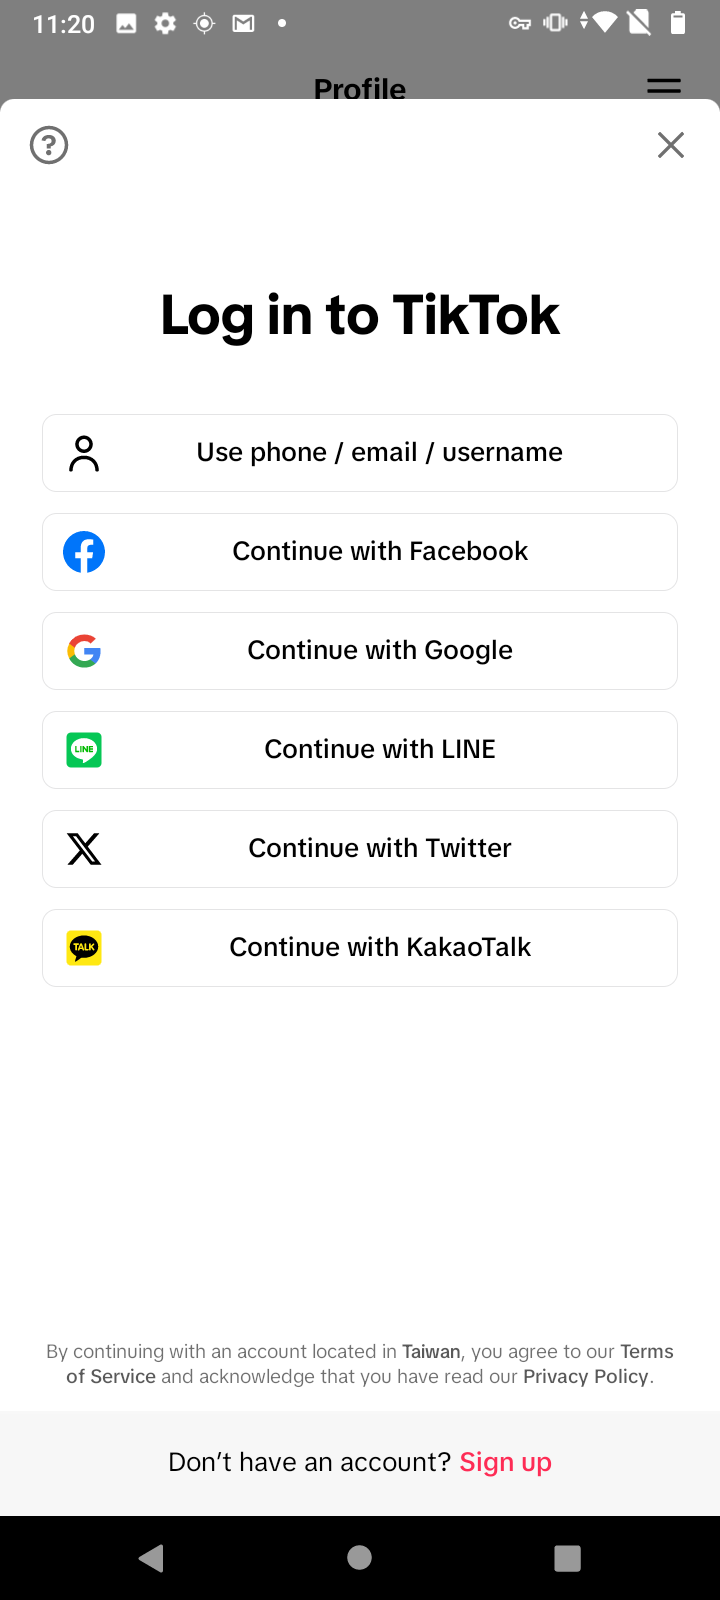 11:20
Profile
Log in to TikTok
Use phone / email / username
Continue with Facebook
Continue with Google
LINE
Continue with LINE
Continue with Twitter
TALK
Continue with KakaoTalk
By continuing with an account located in Taiwan, you agree to our Terms
of Service and acknowledge that you have read our Privacy Policy.
Don't have an account? Sign up